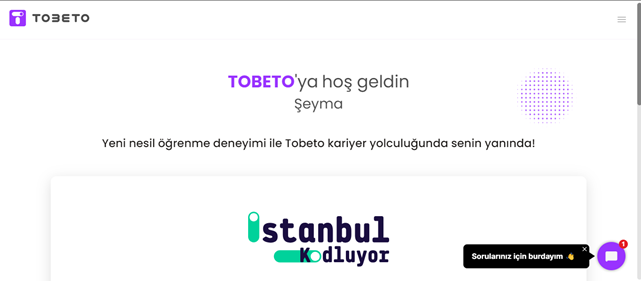 TOBETO
TOBETO'ya hoş geldin
Şeyma
Yeni nesil öğrenme deneyimi ile Tobeto kariyer yolculuğunda senin yanında!
istanbul
Kodluyor
Sorularınız için burdayım 👋
1